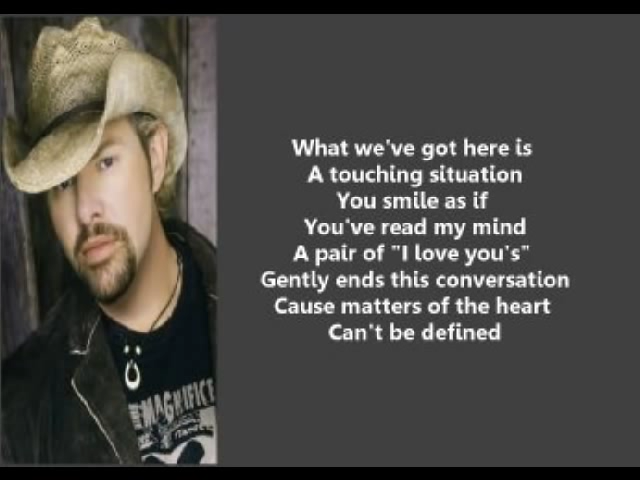 What we've got here is
A touching situation
You smile as if
You've read my mind
A pair of "I love you's"
Gently ends this conversation
Cause matters of the heart
Can't be defined
MAGNIFICE